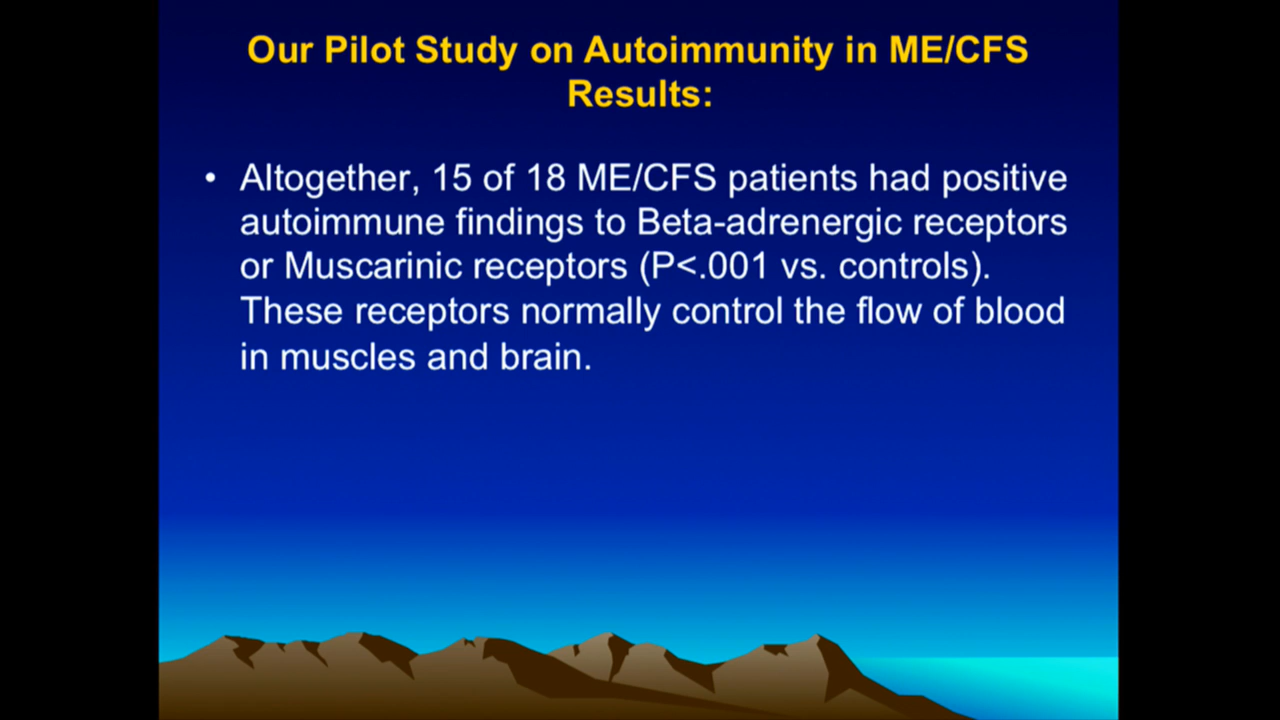 Our Pilot Study on Autoimmunity in ME/CFS
Results:
• Altogether, 15 of 18 ME/CFS patients had positive
autoimmune findings to Beta-adrenergic receptors
or Muscarinic receptors (P<.001 vs. controls).
These receptors normally control the flow of blood
in muscles and brain.